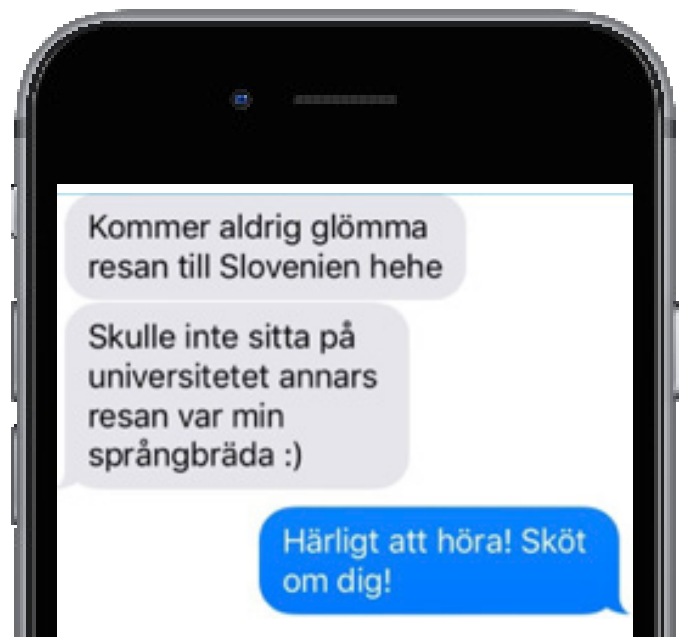 Kommer aldrig glömma
resan till Slovenien hehe
Skulle inte sitta på
universitetet annars
resan var min
språngbräda :)
Härligt att höra! Sköt
om dig!